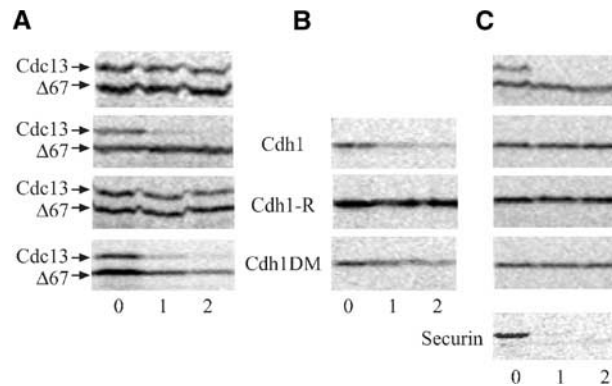 A
B
C
Cdc13
Δ67
Cdc13
Δ67
Cdh1
Cdc13
Δ67
Cdh1-R
Cdc13
Δ67
Cdh1DM
0 1 2
0 1 2
Securin
0 1 2